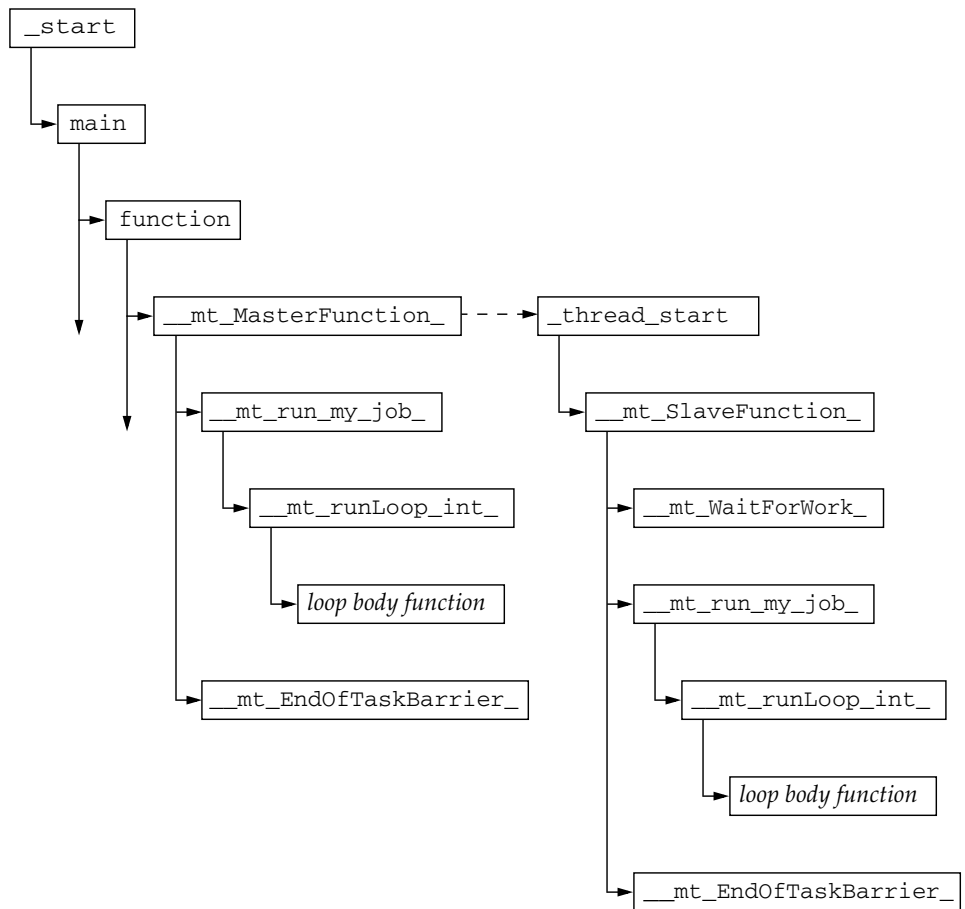 _start
main
function
__mt_MasterFunction_
_thread_start
__mt_run_my_job_
__mt_SlaveFunction_
__mt_runLoop_int_
__mt_WaitForWork_
loop body function
__mt_run_my_job_
__mt_EndOfTaskBarrier_
__mt_runLoop_int_
loop body function
__mt_EndOfTaskBarrier_